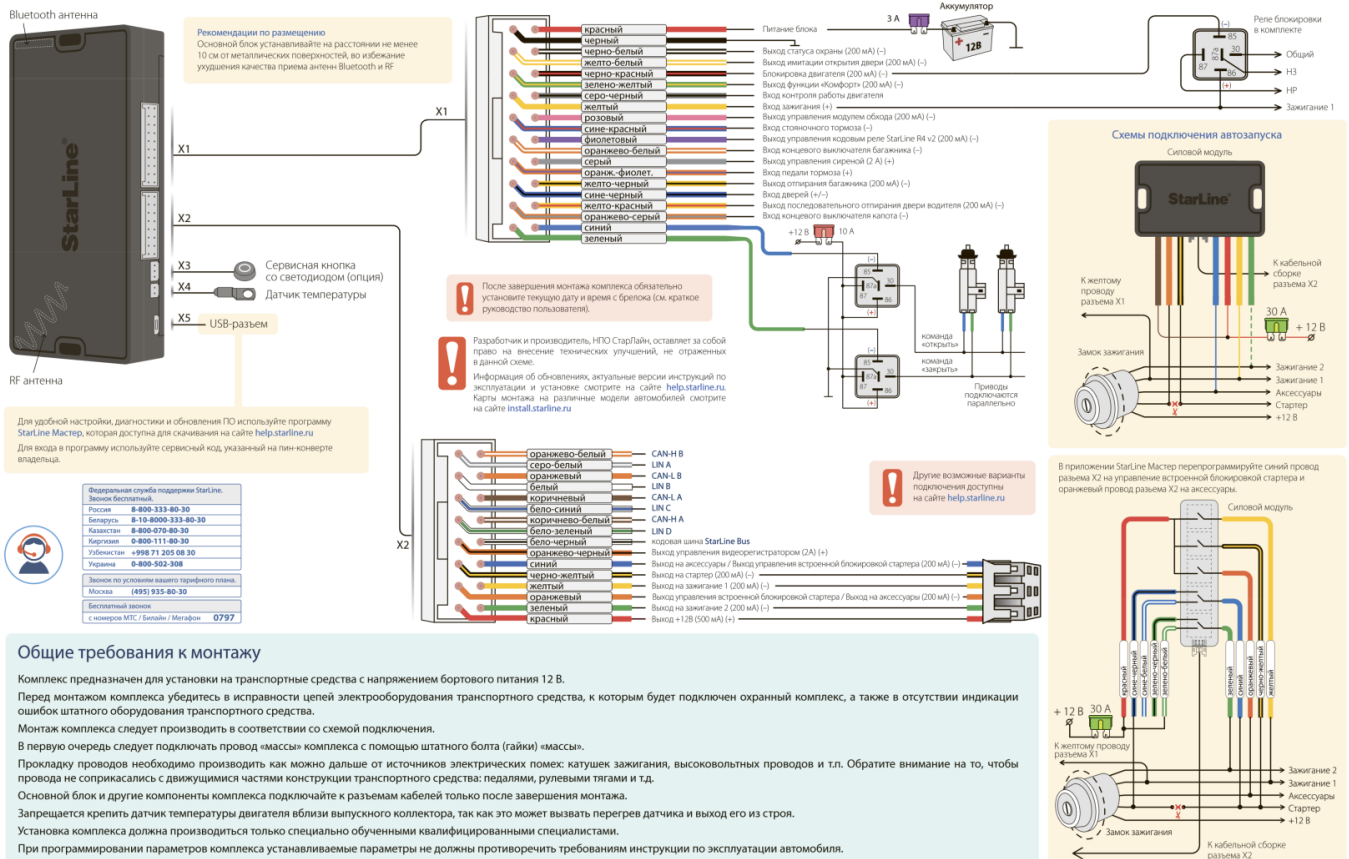 Bluetooth антенна
StarLine
RF антенна
Рекомендации по размещению
Основной блок устанавливайте на расстоянии не менее
10 см от металлических поверхностей, во избежание
ухудшения качества приема антенн Bluetooth и RF
X1
X2
X3
Сервисная кнопка
со светодиодом (опция)
X4
Датчик температуры
X5
USB-разъем
Для удобной настройки, диагностики и обновления ПО используйте программу
StarLine Мастер, которая доступна для скачивания на сайте help.starline.ru
Для входа в программу используйте сервисный код, указанный на пин-конверте
владельца.
Федеральная служба поддержки StarLine.
Звонок бесплатный.
Россия 8-800-333-80-30
Беларусь 8-10-8000-333-80-30
Казахстан 8-800-070-80-30
Киргизия 0-800-111-80-30
Узбекистан +998 71 205 08 30
Украина 0-800-502-308
Звонок по условиям вашего тарифного плана.
Москва (495) 935-80-30
Бесплатный звонок
с номеров МТС / Билайн / Мегафон 0797
X1
красный Питание блока
черный
черно-белый Выход статуса охраны (200 мА) (–)
желто-белый Выход имитации открытия двери (200 мА) (–)
черно-красный Блокировка двигателя (200 мА) (–)
зелено-желтый Выход функции «Комфорт» (200 мА) (–)
серо-черный Вход контроля работы двигателя
желтый Вход зажигания (+)
розовый Выход управления модулем обхода (200 мА) (–)
сине-красный Вход стояночного тормоза (–)
фиолетовый Выход управления кодовым реле StarLine R4 v2 (200 мА) (–)
оранжево-белый Вход концевого выключателя багажника (–)
серый Выход управления сиреной (2 А) (+)
оранж.-фиолет. Вход педали тормоза (+)
желто-черный Выход отпирания багажника (200 мА) (–)
сине-черный Вход дверей (+/–)
желто-красный Выход последовательного отпирания двери водителя (200 мА) (–)
оранжево-серый Вход концевого выключателя капота (–)
синий
зеленый
3 А
Аккумулятор
12В
Реле блокировки
в комплекте
(–)
85
87a
30
87
86
(+)
Общий
НЗ
НР
Зажигание 1
+12 В
10 А
(–)
85
30
87a
87
86
(+)
(–)
85
30
87a
87
86
(+)
команда
«открыть»
команда
«закрыть»
Приводы
подключаются
параллельно
После завершения монтажа комплекса обязательно
установите текущую дату и время с брелока (см. краткое
руководство пользователя).
Разработчик и производитель, НПО СтарЛайн, оставляет за собой
право на внесение технических улучшений, не отраженных
в данной схеме.
Информация об обновлениях, актуальные версии инструкций по
эксплуатации и установке смотрите на сайте help.starline.ru.
Карты монтажа на различные модели автомобилей смотрите
на сайте install.starline.ru
X2
оранжево-белый CAN-H B
серо-белый LIN A
оранжевый CAN-L B
белый LIN B
коричневый CAN-L A
бело-синий LIN C
коричнево-белый CAN-H A
бело-зеленый LIN D
бело-черный кодовая шина StarLine Bus
оранжево-черный Выход управления видеорегистратором (2А) (+)
синий Выход на аксессуары / Выход управления встроенной блокировкой стартера (200 мА) (–)
черно-желтый Выход на стартер (200 мА) (–)
желтый Выход на зажигание 1 (200 мА) (–)
оранжевый Выход управления встроенной блокировкой стартера / Выход на аксессуары (200 мА) (–)
зеленый Выход на зажигание 2 (200 мА) (–)
красный Выход +12В (500 мА) (+)
Другие возможные варианты
подключения доступны
на сайте help.starline.ru
Схемы подключения автозапуска
Силовой модуль
StarLine
К кабельной
сборке
разъема X2
К желтому
проводу
разъема X1
30 А
+ 12 В
Замок зажигания
Зажигание 2
Зажигание 1
Аксессуары
Стартер
+12 В
В приложении StarLine Мастер перепрограммируйте синий провод
разъема X2 на управление встроенной блокировкой стартера и
оранжевый провод разъема X2 на аксессуары.
Силовой модуль
красный
сине-черный
сине-белый
зелено-черный
зелено-белый
зеленый
синий
оранжевый
черно-желтый
желтый
+ 12 В
30 А
К желтому проводу
разъема X1
Зажигание 2
Зажигание 1
Аксессуары
Стартер
+12 В
Замок зажигания
К кабельной сборке
разъема X2
Общие требования к монтажу
Комплекс предназначен для установки на транспортные средства с напряжением бортового питания 12 В.
Перед монтажом комплекса убедитесь в исправности цепей электрооборудования транспортного средства, к которым будет подключен охранный комплекс, а также в отсутствии индикации
ошибок штатного оборудования транспортного средства.
Монтаж комплекса следует производить в соответствии со схемой подключения.
В первую очередь следует подключать провод «массы» комплекса с помощью штатного болта (гайки) «массы».
Прокладку проводов необходимо производить как можно дальше от источников электрических помех: катушек зажигания, высоковольтных проводов и т.п. Обратите внимание на то, чтобы
провода не соприкасались с движущимися частями конструкции транспортного средства: педалями, рулевыми тягами и т.д.
Основной блок и другие компоненты комплекса подключайте к разъемам кабелей только после завершения монтажа.
Запрещается крепить датчик температуры двигателя вблизи выпускного коллектора, так как это может вызвать перегрев датчика и выход его из строя.
Установка комплекса должна производиться только специально обученными квалифицированными специалистами.
При программировании параметров комплекса устанавливаемые параметры не должны противоречить требованиям инструкции по эксплуатации автомобиля.